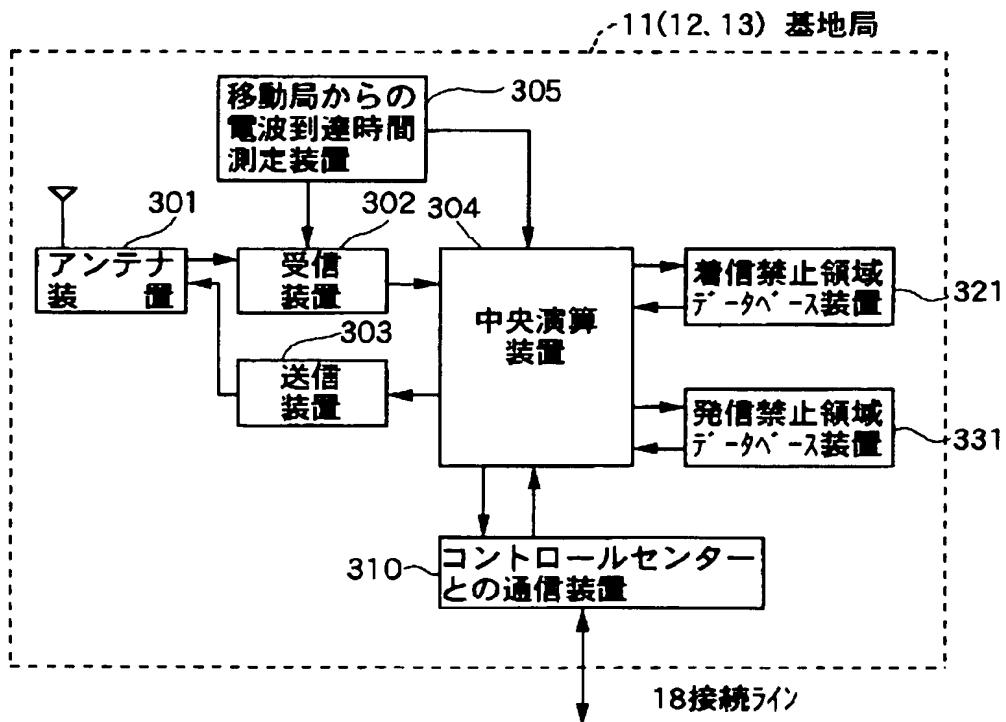 11(12、13) 基地局
移動局からの
電波到達時間
測定装置
305
301
302
304
アンテナ
装　　置
受信
装置
中央演算
装置
着信禁止領域
データベース装置
321
303
送信
装置
発信禁止領域
データベース装置
331
310
コントロールセンター
との通信装置
18接続ライン